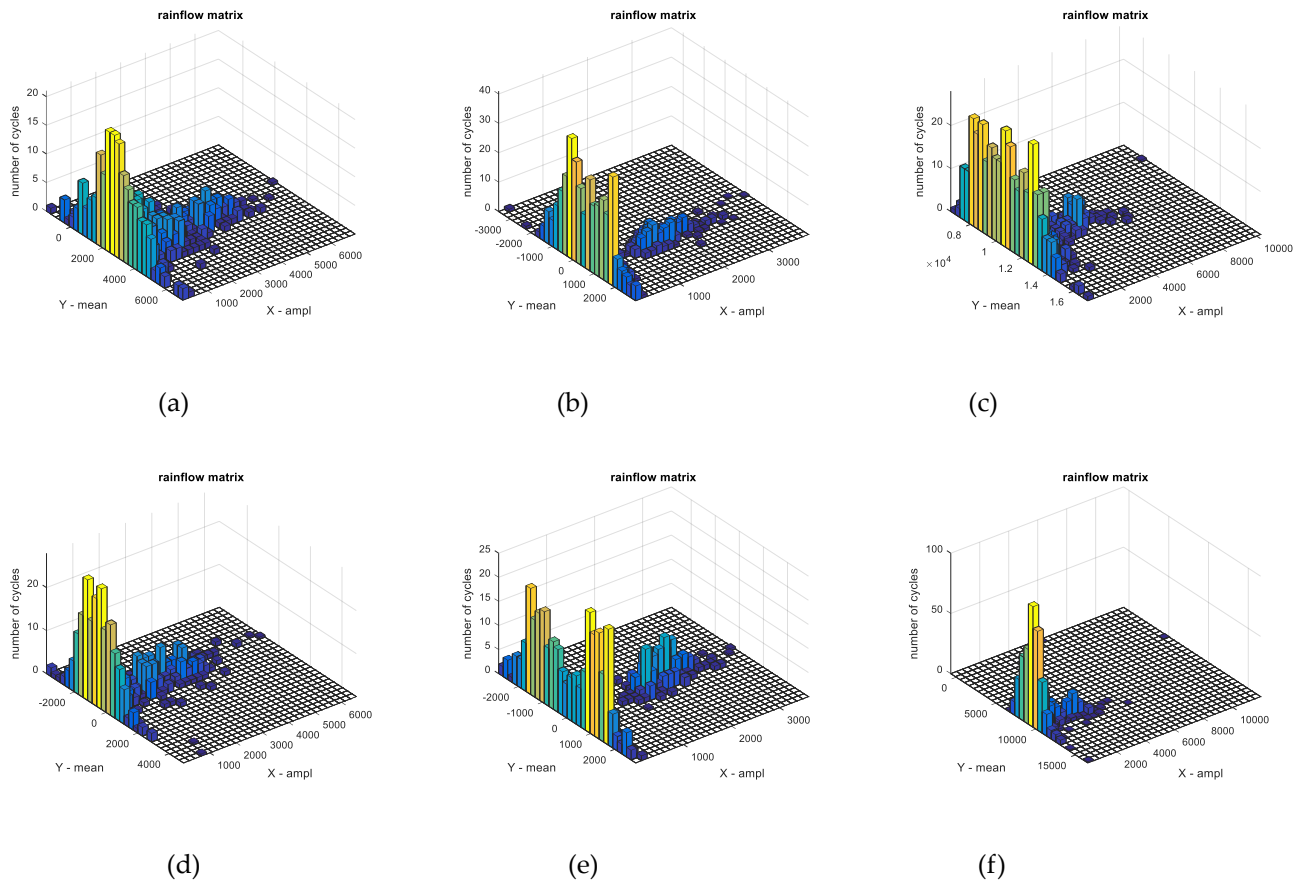 rainflow matrix
number of cycles
20
15
10
5
0
0
2000
4000
6000
Y - mean
1000
2000
3000
4000
5000
6000
X - ampl
(a)
rainflow matrix
number of cycles
40
30
20
10
0
-3000
-2000
-1000
0
1000
2000
Y - mean
1000
2000
3000
X - ampl
(b)
rainflow matrix
number of cycles
20
10
0
0.8
1
1.2
1.4
1.6
× 10^4
Y - mean
2000
4000
6000
8000
10000
X - ampl
(c)
rainflow matrix
number of cycles
20
10
0
-2000
0
2000
4000
Y - mean
1000
2000
3000
4000
5000
6000
X - ampl
(d)
rainflow matrix
number of cycles
25
20
15
10
5
0
-2000
-1000
0
1000
2000
Y - mean
1000
2000
3000
X - ampl
(e)
rainflow matrix
number of cycles
100
50
0
0
5000
10000
15000
Y - mean
2000
4000
6000
8000
10000
X - ampl
(f)